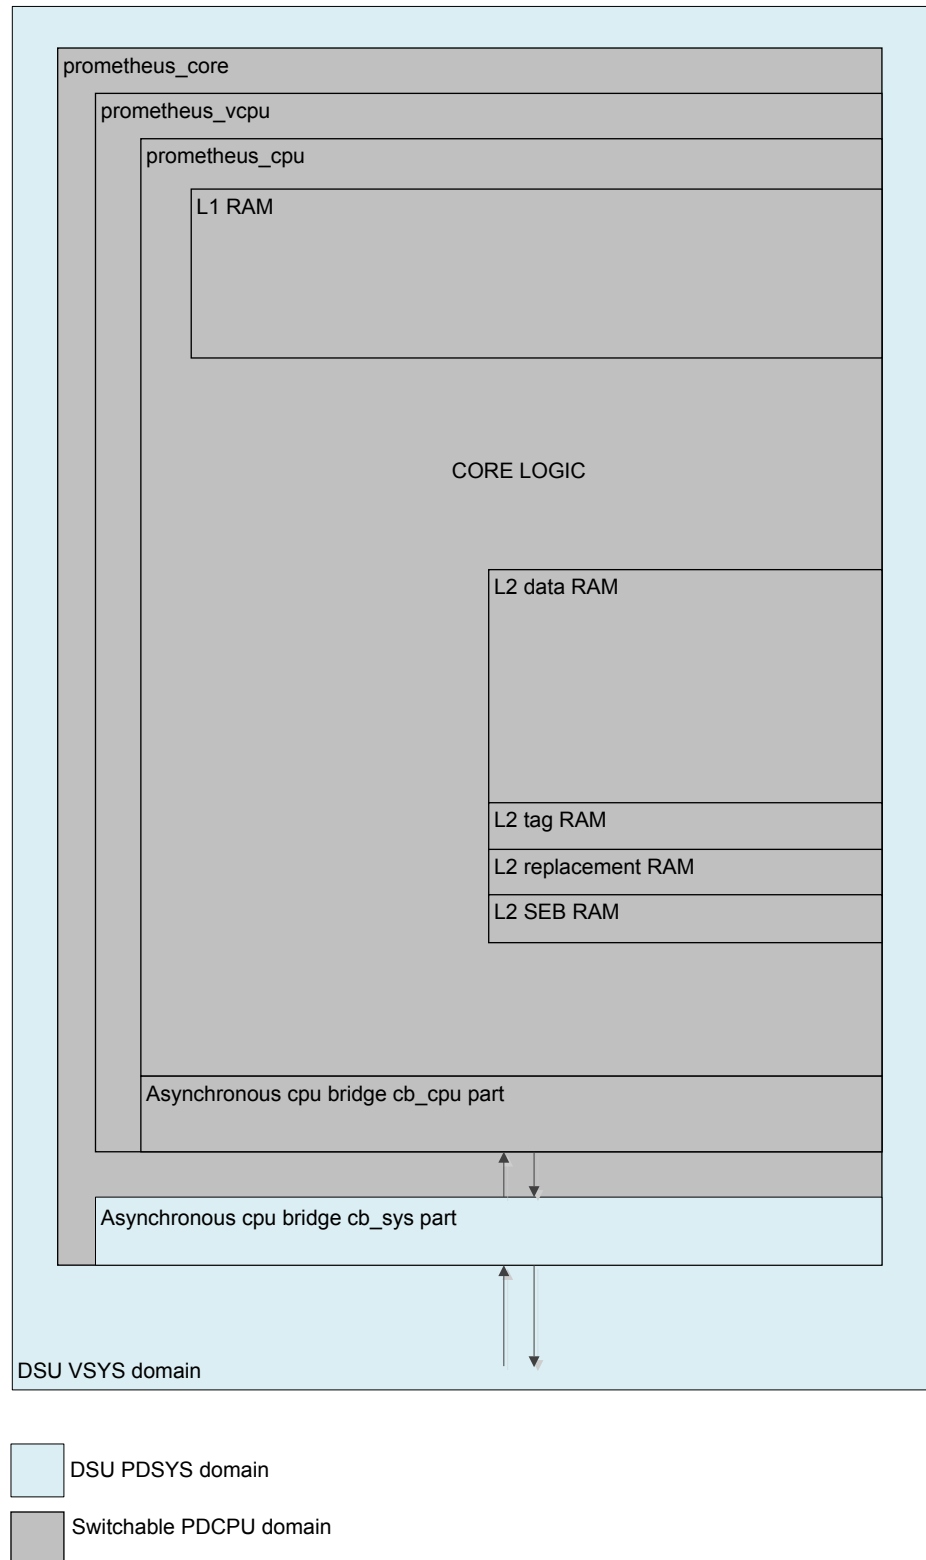 prometheus_core
prometheus_vcpu
prometheus_cpu
L1 RAM
CORE LOGIC
L2 data RAM
L2 tag RAM
L2 replacement RAM
L2 SEB RAM
Asynchronous cpu bridge cb_cpu part
Asynchronous cpu bridge cb_sys part
DSU VSYS domain
DSU PDSYS domain
Switchable PDCPU domain